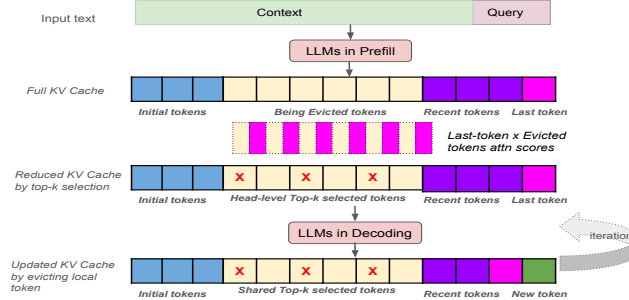 Input text
Context
Query
LLMs in Prefill
Full KV Cache
Initial tokens
Being Evicted tokens
Recent tokens
Last token
Last-token x Evicted
tokens attn scores
Reduced KV Cache
by top-k selection
x x x
Initial tokens
Head-level Top-k selected tokens
Recent tokens
Last token
LLMs in Decoding
iteration
Updated KV Cache
by evicting local
token
x x x
Initial tokens
Shared Top-k selected tokens
Recent tokens
New token